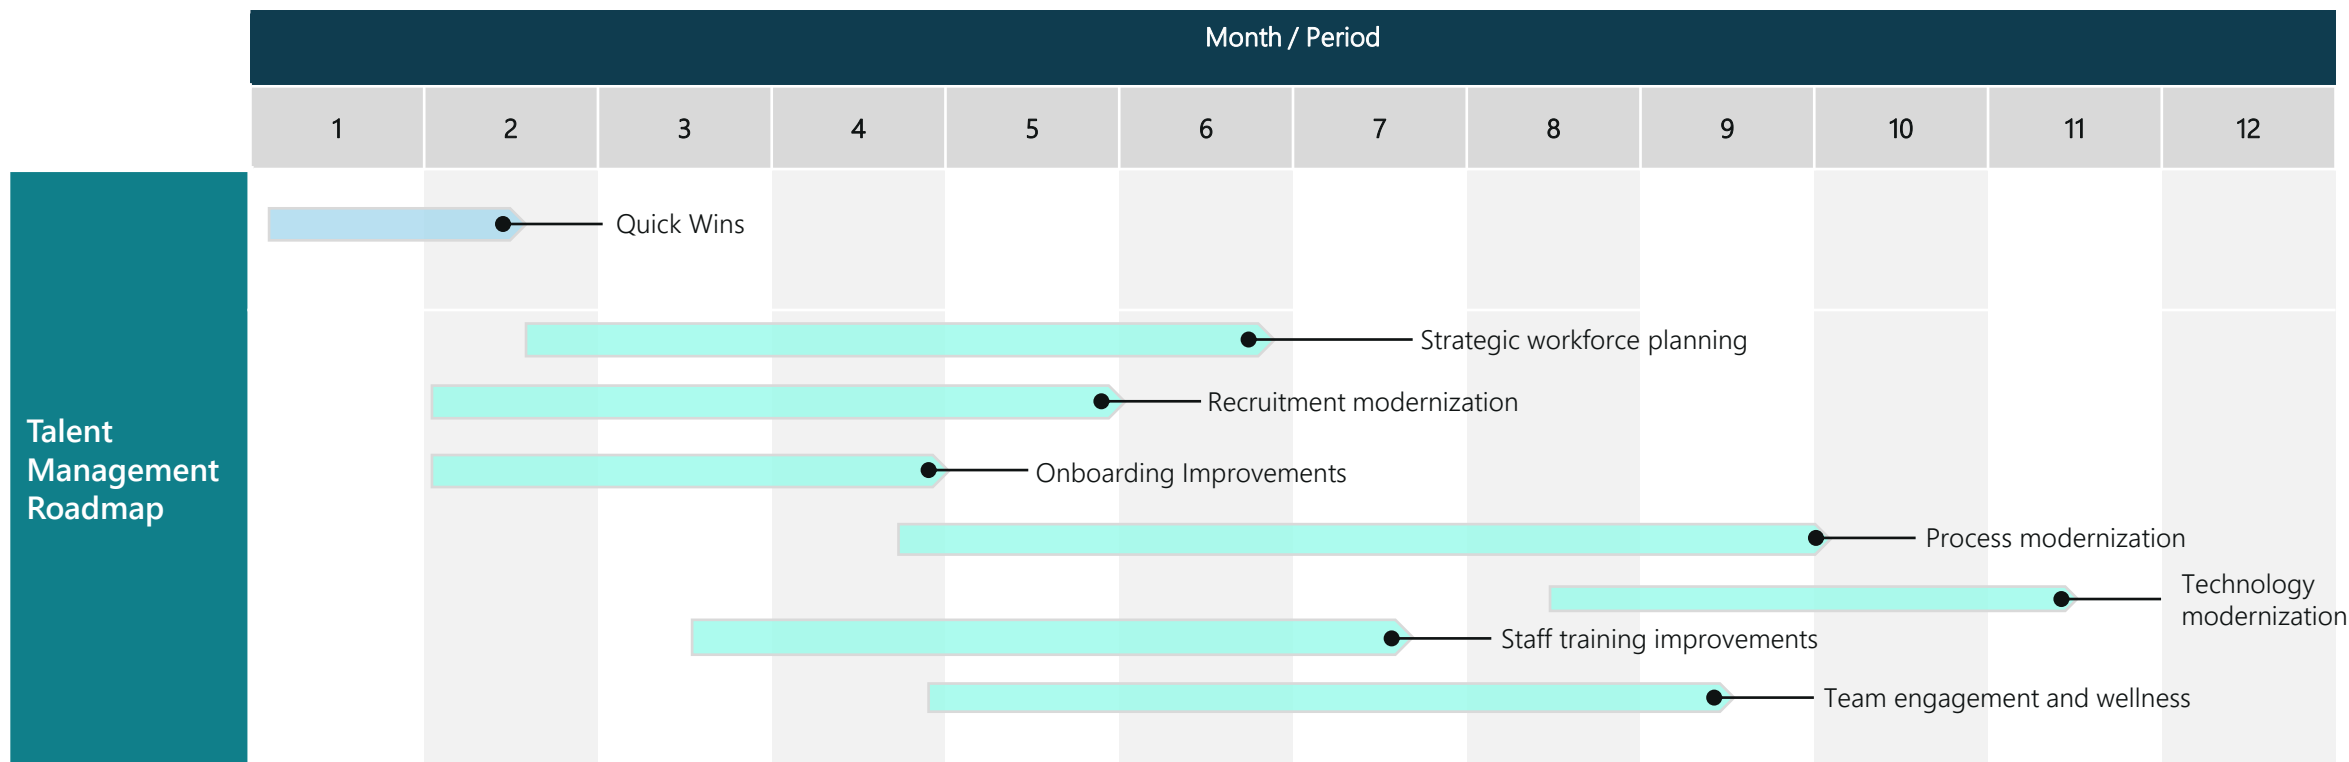 Month / Period
1 2 3 4 5 6 7 8 9 10 11 12
Talent
Management
Roadmap
Quick Wins
Strategic workforce planning
Recruitment modernization
Onboarding Improvements
Process modernization
Technology
modernization
Staff training improvements
Team engagement and wellness